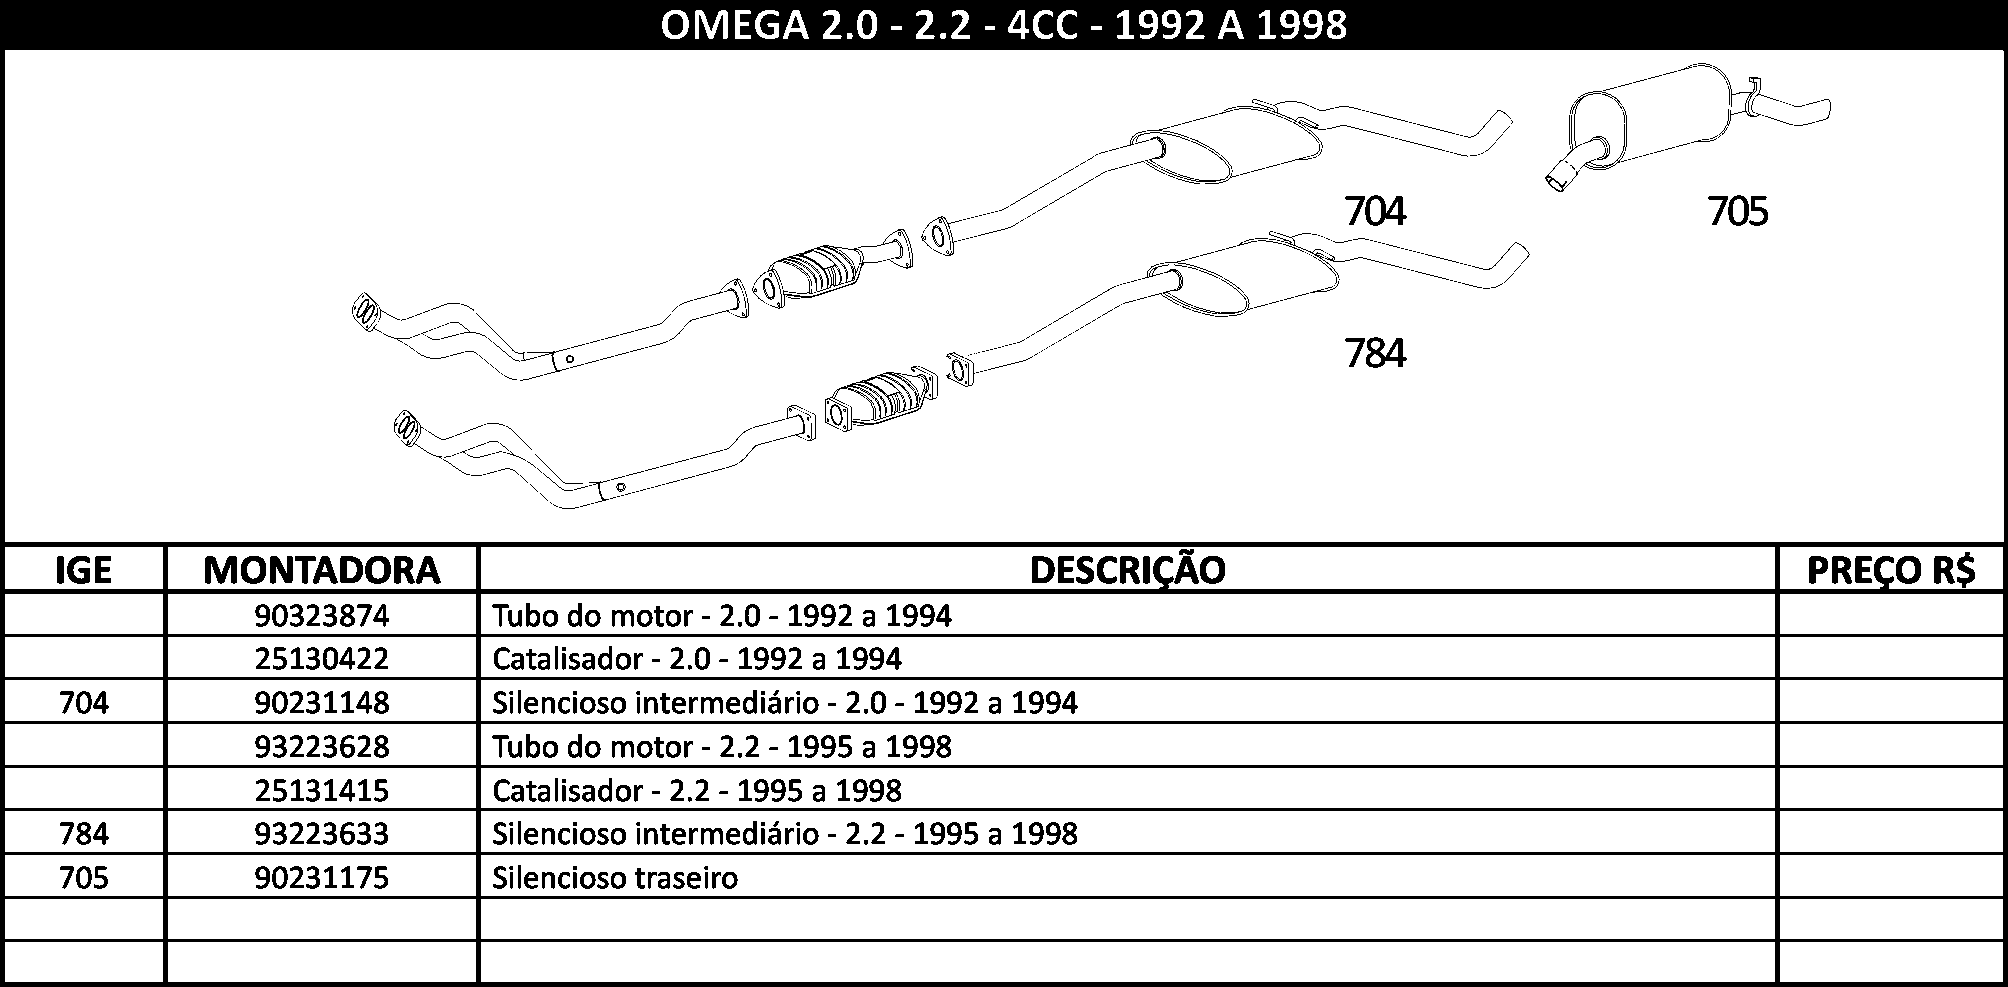 OMEGA 2.0 - 2.2 - 4CC - 1992 A 1998
704
705
784
IGE MONTADORA DESCRIÇÃO PREÇO R$
90323874 Tubo do motor - 2.0 - 1992 a 1994
25130422 Catalisador - 2.0 - 1992 a 1994
704 90231148 Silencioso intermediário - 2.0 - 1992 a 1994
93223628 Tubo do motor - 2.2 - 1995 a 1998
25131415 Catalisador - 2.2 - 1995 a 1998
784 93223633 Silencioso intermediário - 2.2 - 1995 a 1998
705 90231175 Silencioso traseiro